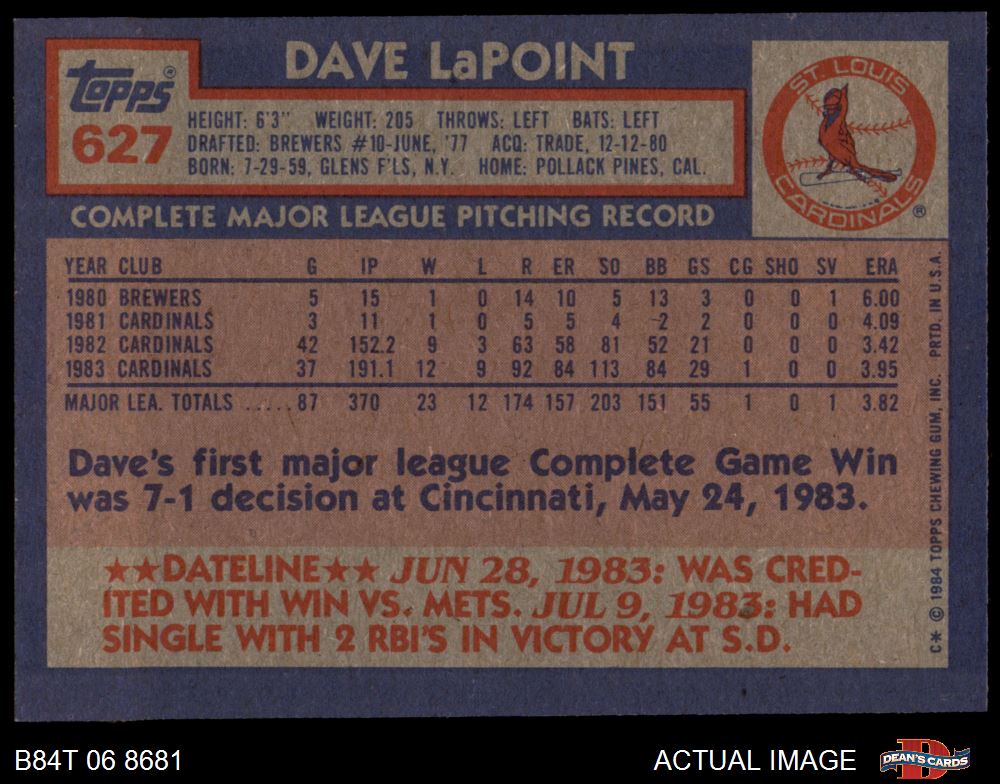 DAVE LaPOINT
Topps®
627
HEIGHT: 6'3" WEIGHT: 205 THROWS: LEFT BATS: LEFT
DRAFTED: BREWERS #10-JUNE, '77 ACQ: TRADE, 12-12-80
BORN: 7-29-59, GLENS F'LS, N.Y. HOME: POLLACK PINES, CAL.
ST. LOUIS
CARDINALS®
COMPLETE MAJOR LEAGUE PITCHING RECORD
YEAR CLUB G IP W L R ER SO BB GS CG SHO SV ERA
1980 BREWERS 5 15 1 0 14 10 5 13 3 0 0 1 6.00
1981 CARDINALS 3 11 1 0 5 5 4 2 2 0 0 0 4.09
1982 CARDINALS 42 152.2 9 3 63 58 81 52 21 0 0 0 3.42
1983 CARDINALS 37 191.1 12 9 92 84 113 84 29 1 0 0 3.95
MAJOR LEA. TOTALS ..... 87 370 23 12 174 157 203 151 55 1 0 1 3.82
Dave's first major league Complete Game Win
was 7-1 decision at Cincinnati, May 24, 1983.
★★DATELINE★★ JUN 28, 1983: WAS CRED-
ITED WITH WIN VS. METS. JUL 9, 1983: HAD
SINGLE WITH 2 RBI'S IN VICTORY AT S.D.
C* © 1984 TOPPS CHEWING GUM, INC. PRTD. IN U.S.A.
B84T 06 8681
ACTUAL IMAGE
DEAN'S CARDS